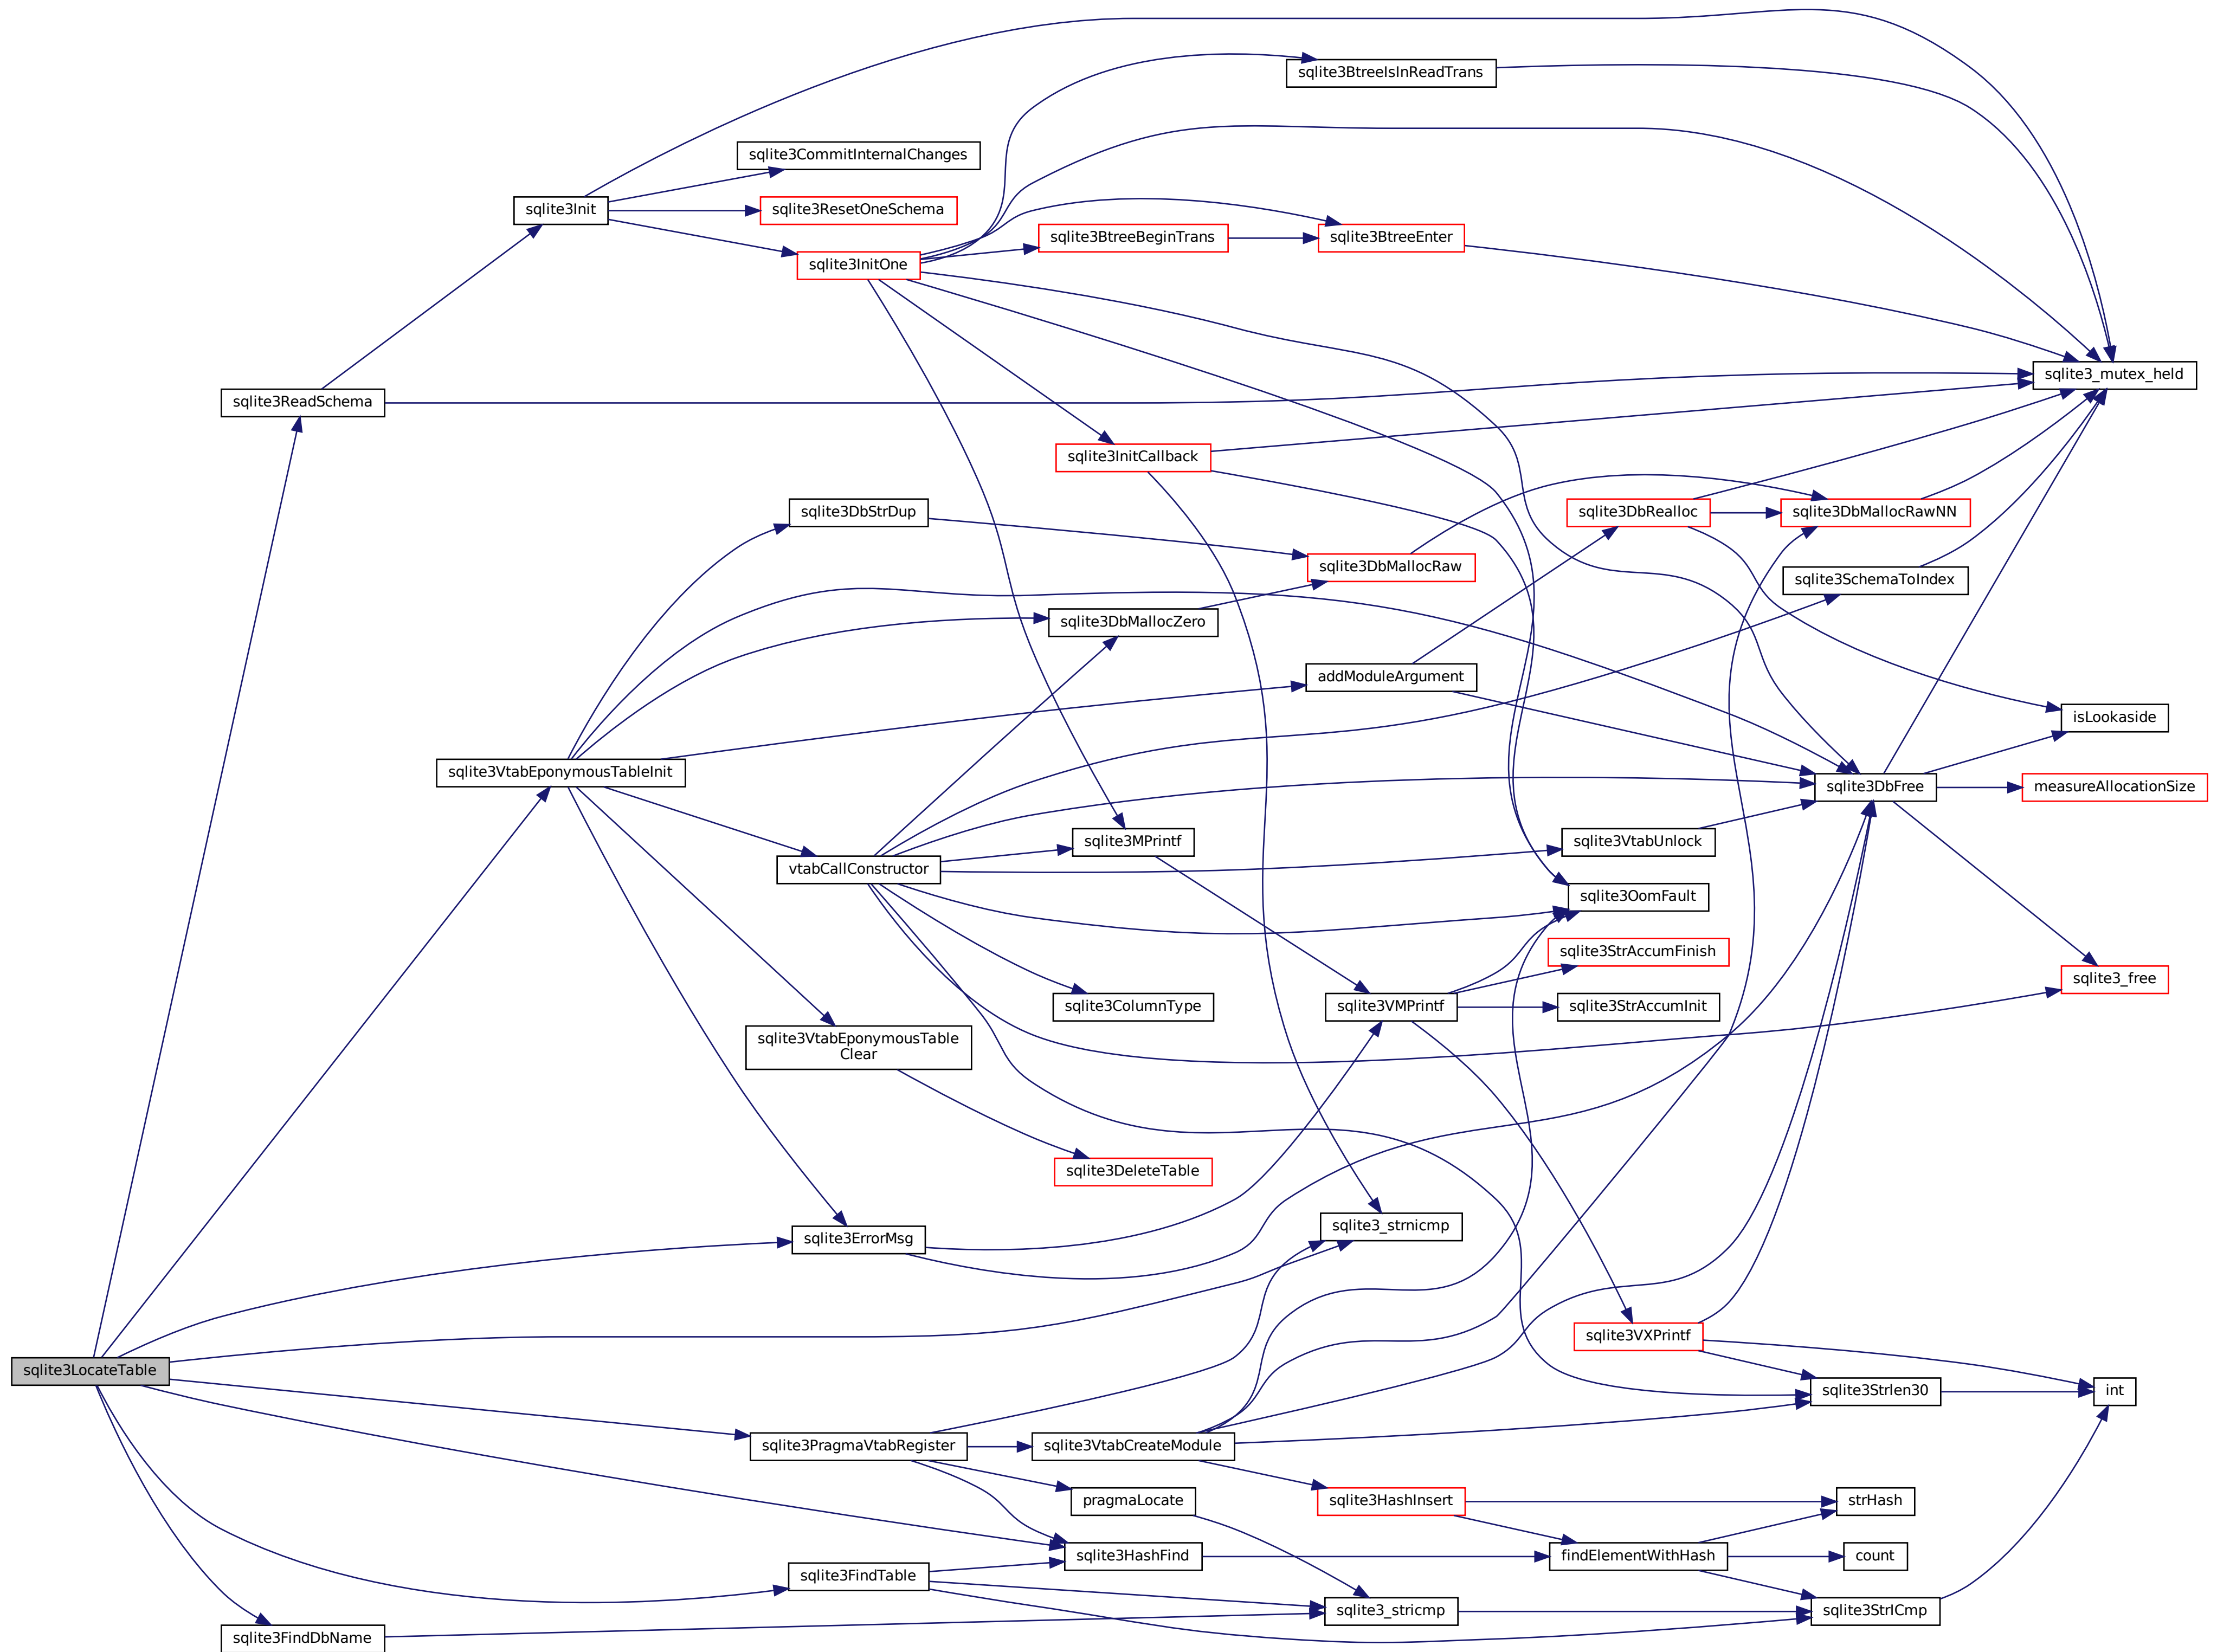 sqlite3BtreeIsInReadTrans
sqlite3CommitInternalChanges
sqlite3Init
sqlite3ResetOneSchema
sqlite3BtreeBeginTrans
sqlite3BtreeEnter
sqlite3InitOne
sqlite3_mutex_held
sqlite3ReadSchema
sqlite3InitCallback
sqlite3DbStrDup
sqlite3DbRealloc
sqlite3DbMallocRawNN
sqlite3DbMallocRaw
sqlite3SchemaToIndex
sqlite3DbMallocZero
addModuleArgument
isLookaside
sqlite3VtabEponymousTableInit
sqlite3DbFree
measureAllocationSize
sqlite3MPrintf
sqlite3VtabUnlock
vtabCallConstructor
sqlite3OomFault
sqlite3StrAccumFinish
sqlite3_free
sqlite3ColumnType
sqlite3VMPrintf
sqlite3StrAccumInit
sqlite3VtabEponymousTable
Clear
sqlite3DeleteTable
sqlite3ErrorMsg
sqlite3_strnicmp
sqlite3VXPrintf
sqlite3LocateTable
sqlite3Strlen30
int
sqlite3PragmaVtabRegister
sqlite3VtabCreateModule
pragmaLocate
sqlite3HashInsert
strHash
sqlite3HashFind
findElementWithHash
count
sqlite3FindTable
sqlite3_stricmp
sqlite3StrICmp
sqlite3FindDbName